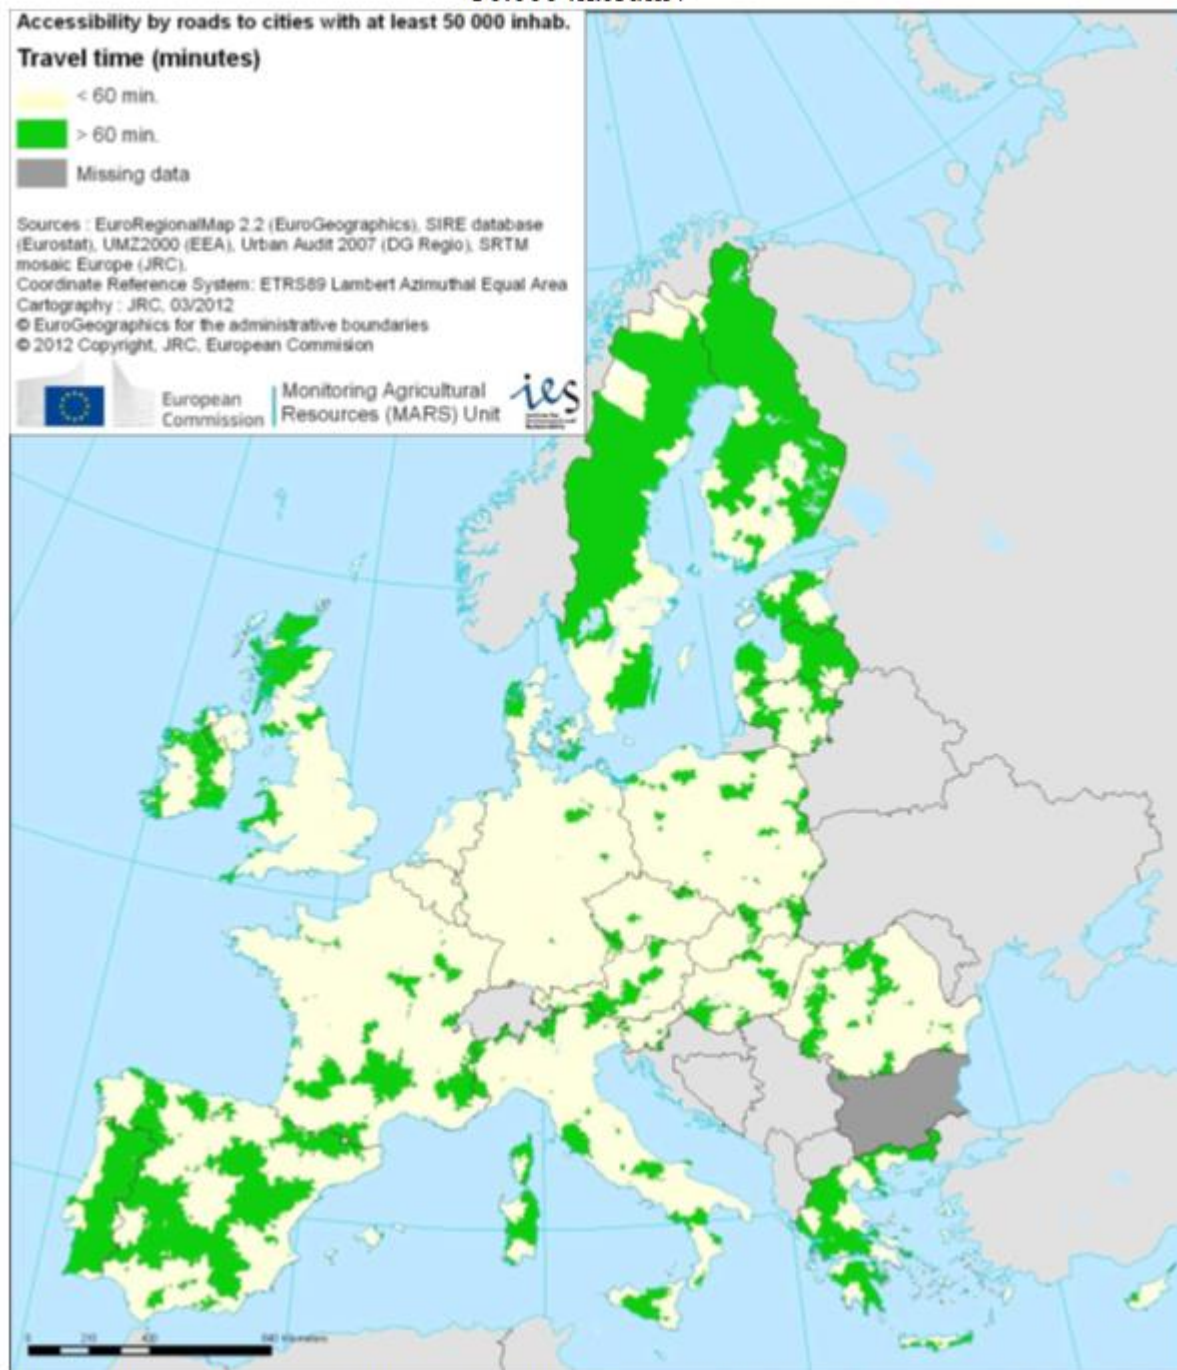 Accessibility by roads to cities with at least 50 000 inhab.
Travel time (minutes)
< 60 min.
> 60 min.
Missing data
Sources : EuroRegionalMap 2.2 (EuroGeographics), SIRE database
(Eurostat), UMZ2000 (EEA), Urban Audit 2007 (DG Regio), SRTM
mosaic Europe (JRC).
Coordinate Reference System: ETRS89 Lambert Azimuthal Equal Area
Cartography : JRC, 03/2012
© EuroGeographics for the administrative boundaries
© 2012 Copyright, JRC, European Commision
European
Commission
Monitoring Agricultural
Resources (MARS) Unit
ies
0